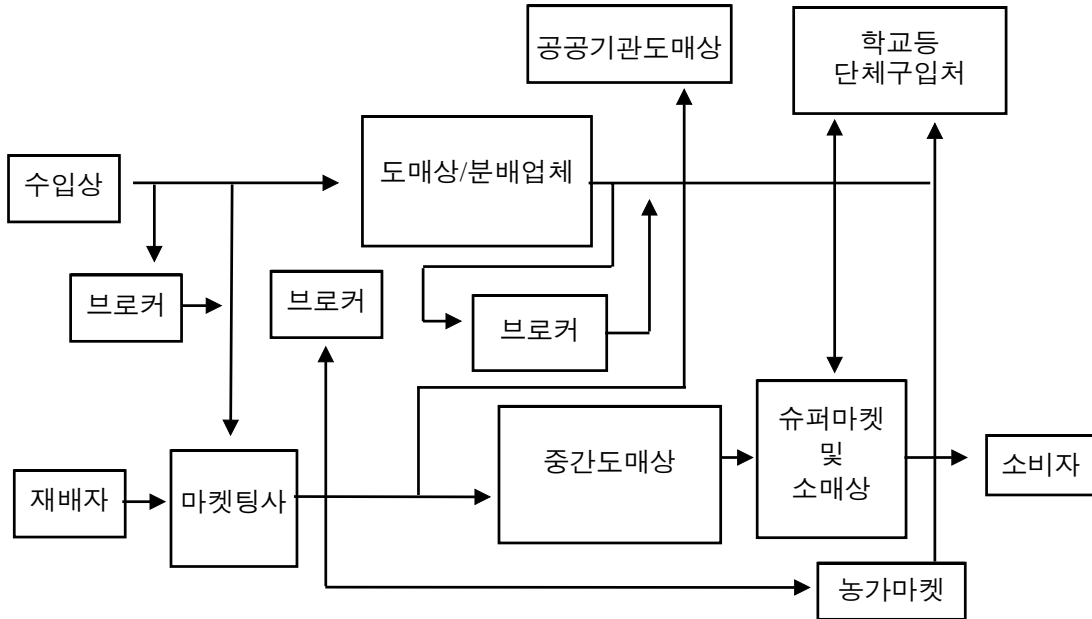 공공기관도매상
학교등
단체구입처
수입상
도매상/분배업체
브로커
브로커
브로커
슈퍼마켓
및
소매상
중간도매상
소비자
재배자
마켓팅사
농가마켓